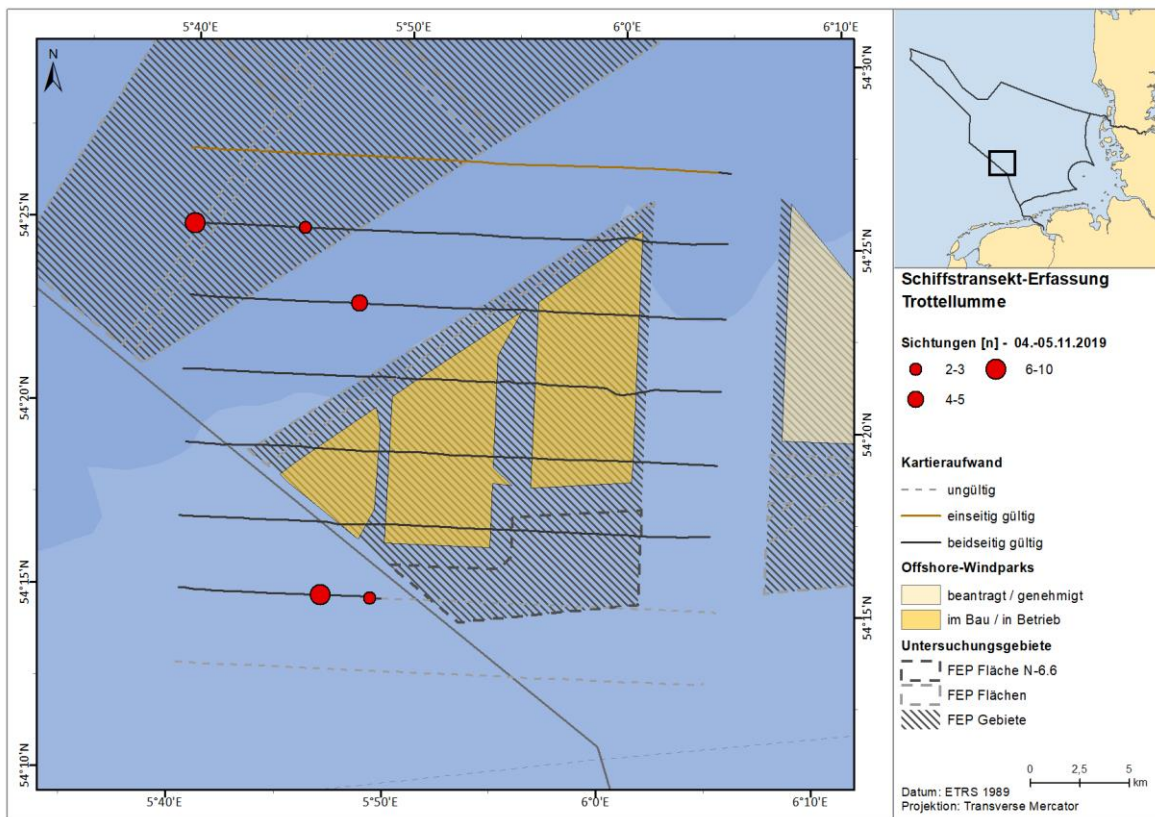 5°40'E 5°50'E 6°0'E 6°10'E
N
54°30'N
54°25'N
54°25'N
54°20'N
54°20'N
54°15'N
54°15'N
54°10'N
5°40'E 5°50'E 6°0'E 6°10'E
Schiffstransekt-Erfassung
Trottellumme
Sichtungen [n] - 04.-05.11.2019
2-3 6-10
4-5
Kartieraufwand
ungültig
einseitig gültig
beidseitig gültig
Offshore-Windparks
beantragt / genehmigt
im Bau / in Betrieb
Untersuchungsgebiete
FEP Fläche N-6.6
FEP Flächen
FEP Gebiete
0 2,5 5
km
Datum: ETRS 1989
Projektion: Transverse Mercator